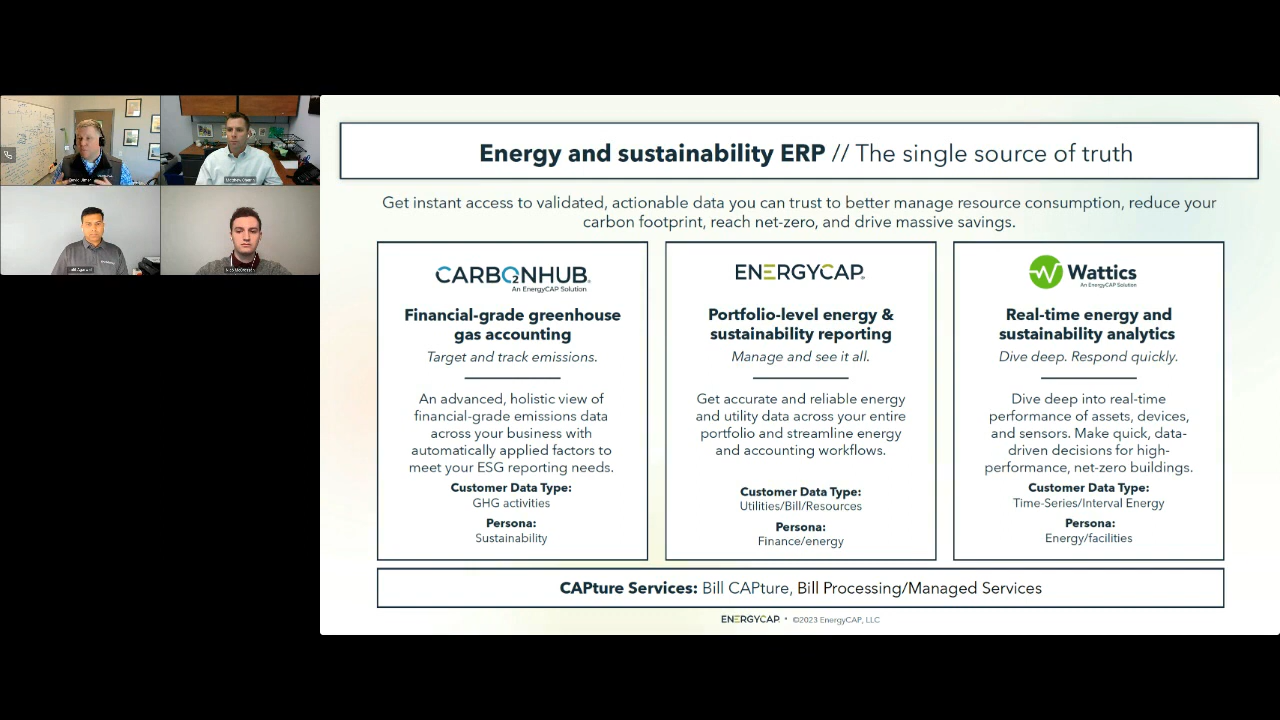 Energy and sustainability ERP // The single source of truth
Get instant access to validated, actionable data you can trust to better manage resource consumption, reduce your
carbon footprint, reach net-zero, and drive massive savings.
CARBO2NHUB.
An EnergyCAP Solution
Financial-grade greenhouse
gas accounting
Target and track emissions.
An advanced, holistic view of
financial-grade emissions data
across your business with
automatically applied factors to
meet your ESG reporting needs.
Customer Data Type:
GHG activities
Persona:
Sustainability
ENERGYCAP
Portfolio-level energy &
sustainability reporting
Manage and see it all.
Get accurate and reliable energy
and utility data across your entire
portfolio and streamline energy
and accounting workflows.
Customer Data Type:
Utilities/Bill/Resources
Persona:
Finance/energy
Wattics
An EnergyCAP Solution
Real-time energy and
sustainability analytics
Dive deep. Respond quickly.
Dive deep into real-time
performance of assets, devices,
and sensors. Make quick, data-
driven decisions for high-
performance, net-zero buildings.
Customer Data Type:
Time-Series/Interval Energy
Persona:
Energy/facilities
CAPture Services: Bill CAPture, Bill Processing/Managed Services
ENERGYCAP • ©2023 EnergyCAP, LLC